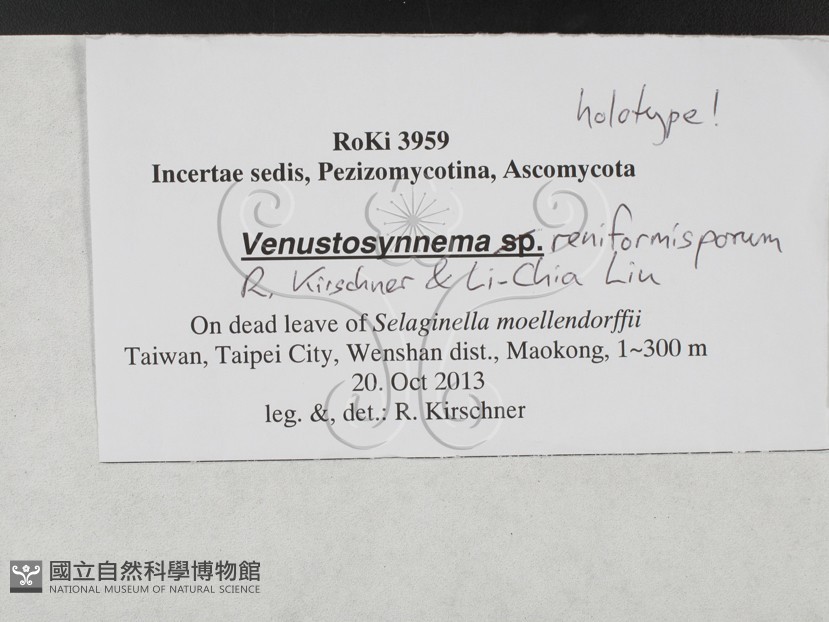 holotype!
RoKi 3959
Incertae sedis, Pezizomycotina, Ascomycota
Venustosynnema sp. reniformisporum
R. Kirschner & Li-Chia Liu
On dead leave of Selaginella moellendorffii
Taiwan, Taipei City, Wenshan dist., Maokong, 1~300 m
20. Oct 2013
leg. &, det.: R. Kirschner
國立自然科學博物館
NATIONAL MUSEUM OF NATURAL SCIENCE